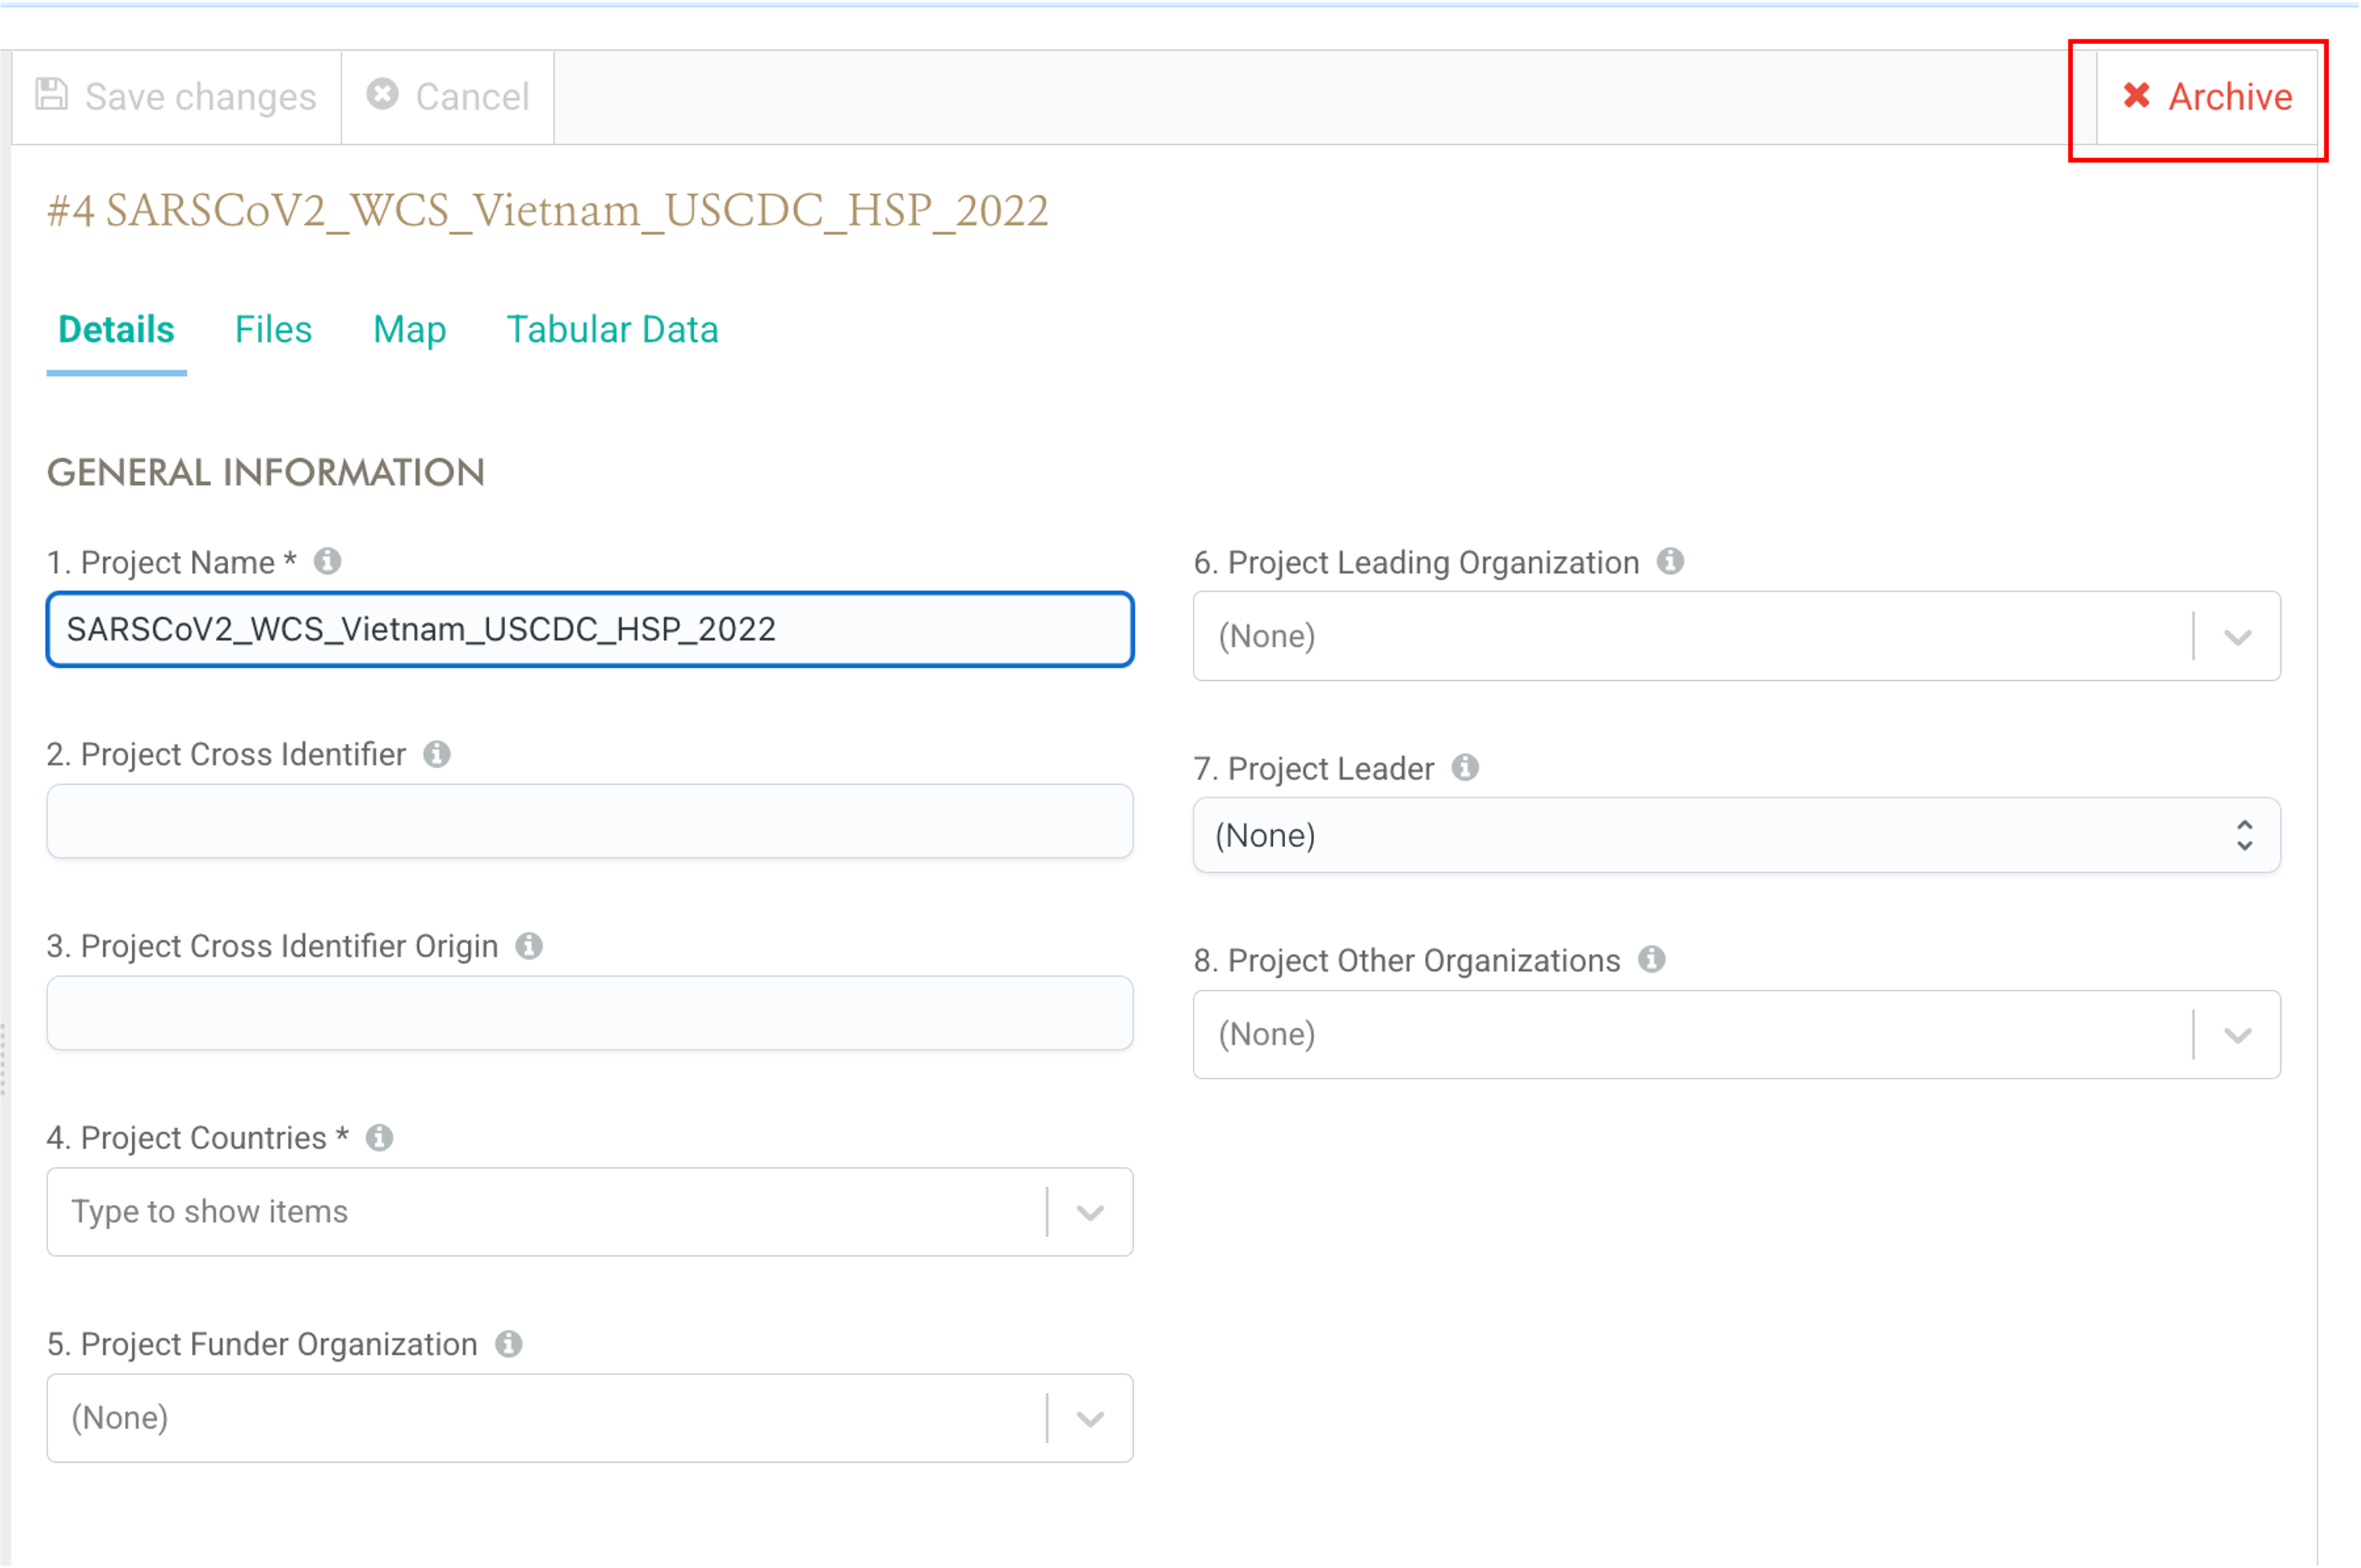 Save changes
Cancel
Archive
#4 SARSCoV2_WCS_Vietnam_USCDC_HSP_2022
Details
Files
Map
Tabular Data
GENERAL INFORMATION
1. Project Name *
SARSCoV2_WCS_Vietnam_USCDC_HSP_2022
2. Project Cross Identifier
3. Project Cross Identifier Origin
4. Project Countries *
Type to show items
5. Project Funder Organization
(None)
6. Project Leading Organization
(None)
7. Project Leader
(None)
8. Project Other Organizations
(None)